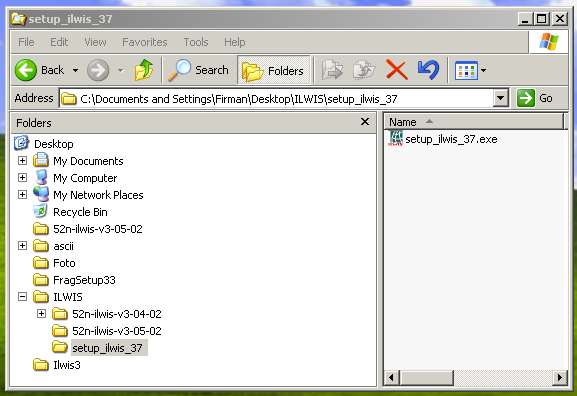 setup_ilwis_37
File Edit View Favorites Tools Help
Back Search Folders
Address C:\Documents and Settings\Firman\Desktop\ILWIS\setup_ilwis_37 Go
Folders
Name
Desktop
setup_ilwis_37.exe
My Documents
My Computer
My Network Places
Recycle Bin
52n-ilwis-v3-05-02
ascii
Foto
FragSetup33
ILWIS
52n-ilwis-v3-04-02
52n-ilwis-v3-05-02
setup_ilwis_37
Ilwis3